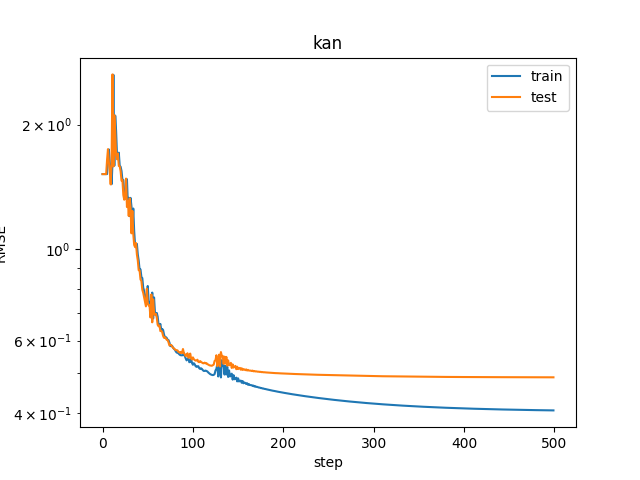 kan
train
test
2 × 10⁰
10⁰
6 × 10⁻¹
4 × 10⁻¹
RMSE
0 100 200 300 400 500
step